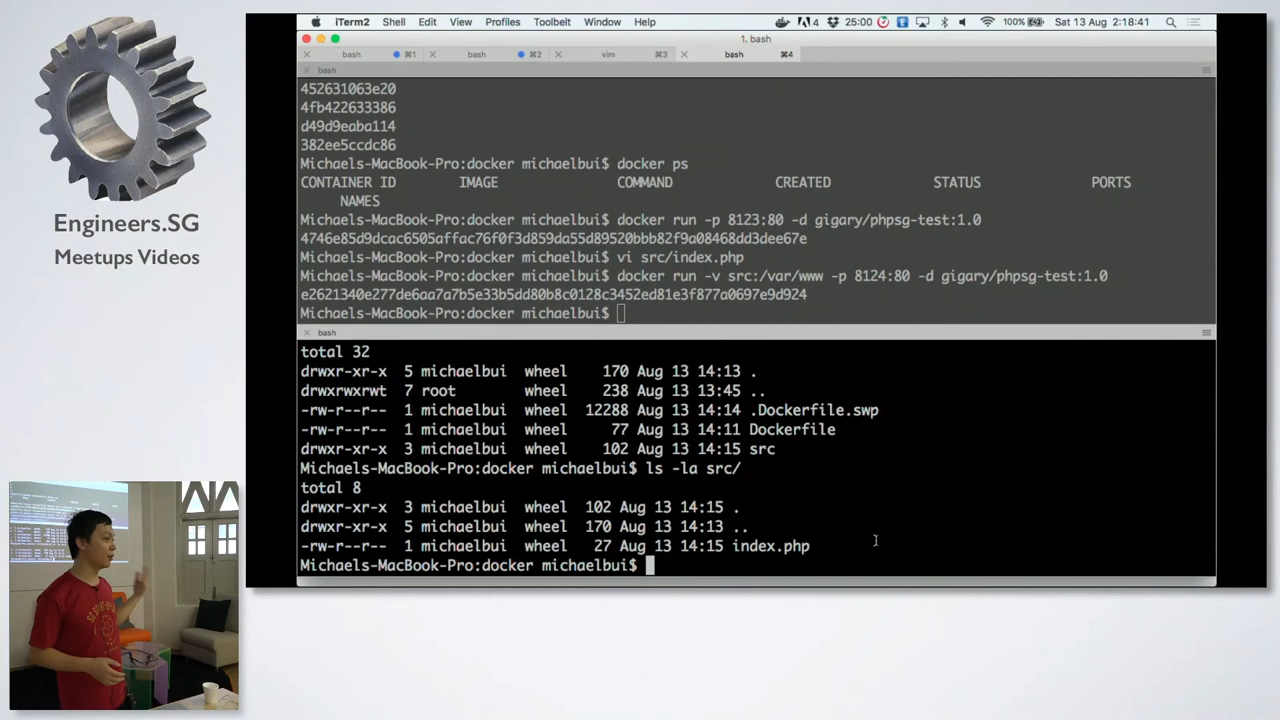 Engineers.SG
Meetups Videos
iTerm2 Shell Edit View Profiles Toolbelt Window Help 4 25:00 100% Sat 13 Aug 2:18:41
1. bash
bash ⌘1 bash ⌘2 vim ⌘3 bash ⌘4
bash
452631063e20
4fb422633386
d49d9eaba114
382ee5ccdc86
Michaels-MacBook-Pro:docker michaelbui$ docker ps
CONTAINER ID IMAGE COMMAND CREATED STATUS PORTS
NAMES
Michaels-MacBook-Pro:docker michaelbui$ docker run -p 8123:80 -d gigary/phpsg-test:1.0
4746e85d9dcac6505affac76f0f3d859da55d89520bbb82f9a08468dd3dee67e
Michaels-MacBook-Pro:docker michaelbui$ vi src/index.php
Michaels-MacBook-Pro:docker michaelbui$ docker run -v src:/var/www -p 8124:80 -d gigary/phpsg-test:1.0
e2621340e277de6aa7a7b5e33b5dd80b8c0128c3452ed81e3f877a0697e9d924
Michaels-MacBook-Pro:docker michaelbui$
bash
total 32
drwxr-xr-x 5 michaelbui wheel 170 Aug 13 14:13 .
drwxrwxrwt 7 root wheel 238 Aug 13 13:45 ..
-rw-r--r-- 1 michaelbui wheel 12288 Aug 13 14:14 .Dockerfile.swp
-rw-r--r-- 1 michaelbui wheel 77 Aug 13 14:11 Dockerfile
drwxr-xr-x 3 michaelbui wheel 102 Aug 13 14:15 src
Michaels-MacBook-Pro:docker michaelbui$ ls -la src/
total 8
drwxr-xr-x 3 michaelbui wheel 102 Aug 13 14:15 .
drwxr-xr-x 5 michaelbui wheel 170 Aug 13 14:13 ..
-rw-r--r-- 1 michaelbui wheel 27 Aug 13 14:15 index.php
Michaels-MacBook-Pro:docker michaelbui$